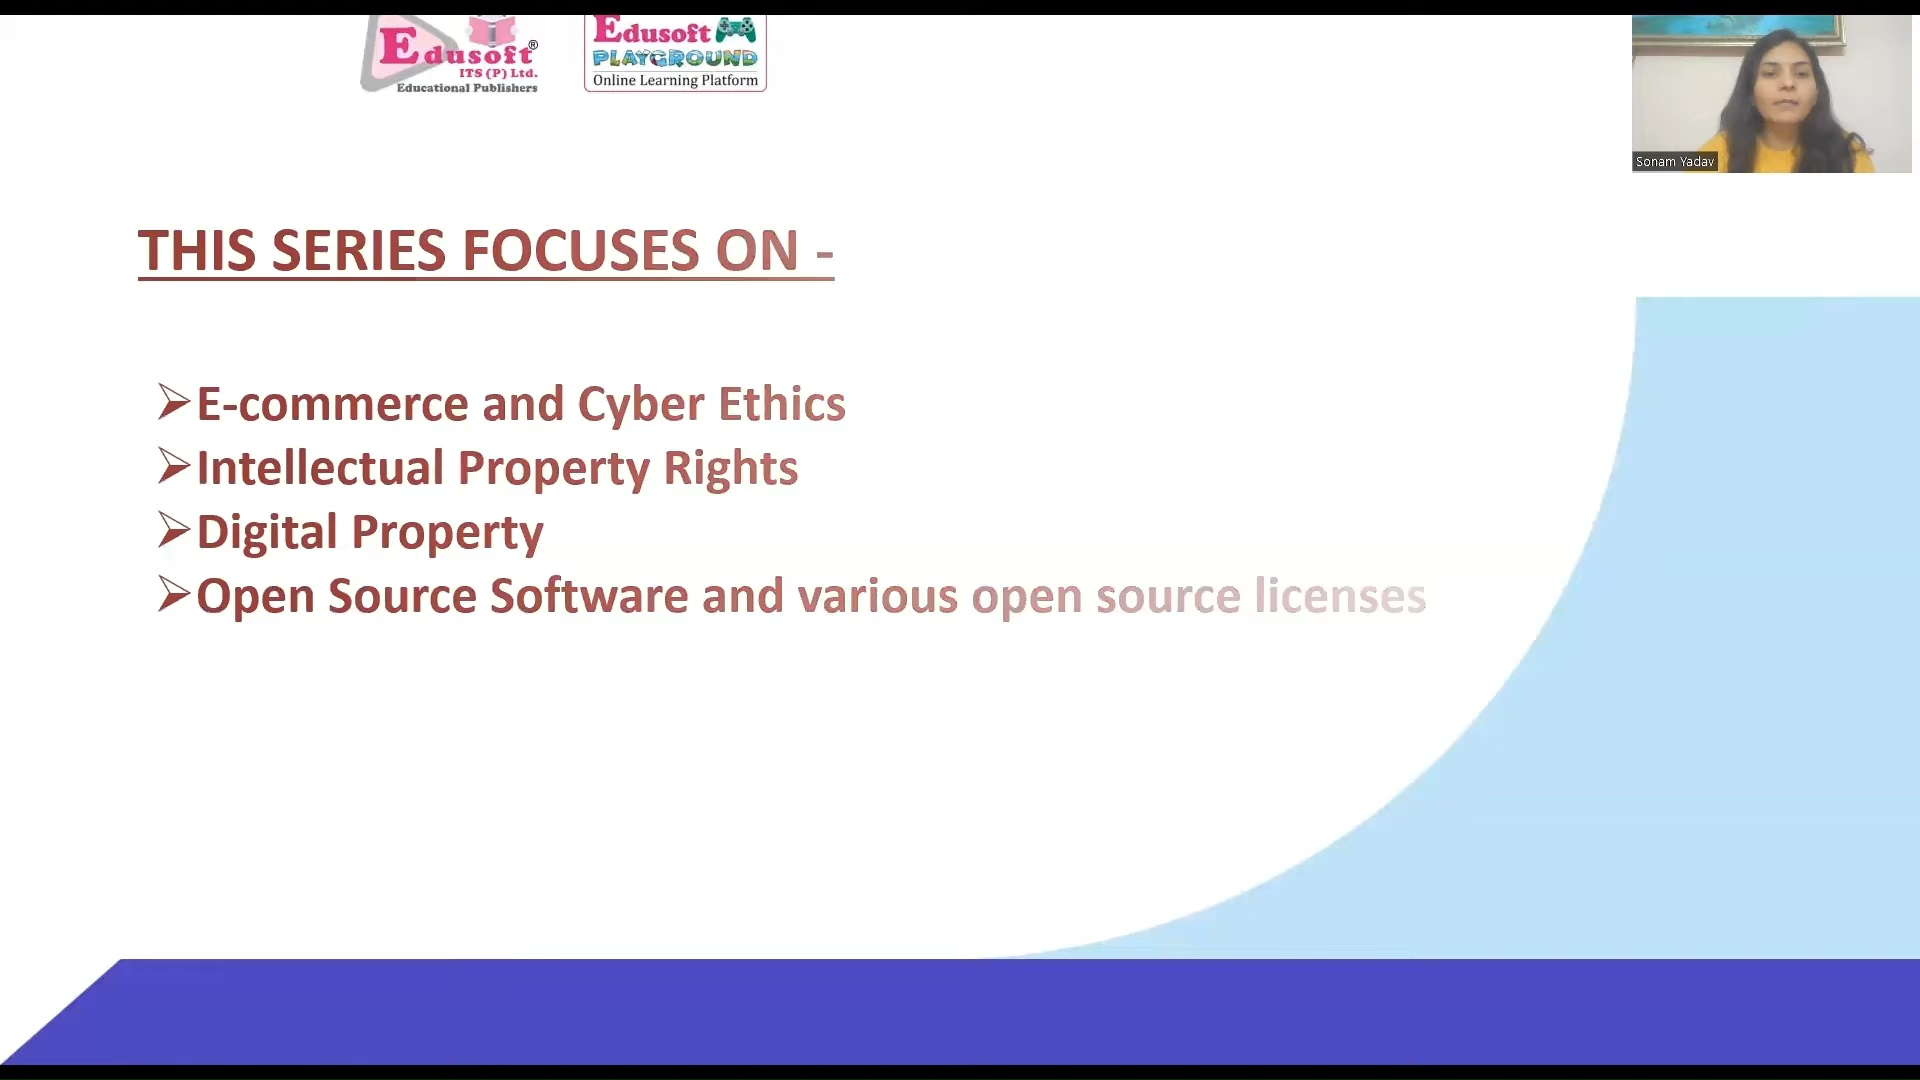 Edusoft®
ITS (P) Ltd.
Educational Publishers
Edusoft
PLAYGROUND
Online Learning Platform
Sonam Yadav
THIS SERIES FOCUSES ON -
➢E-commerce and Cyber Ethics
➢Intellectual Property Rights
➢Digital Property
➢Open Source Software and various open source licenses